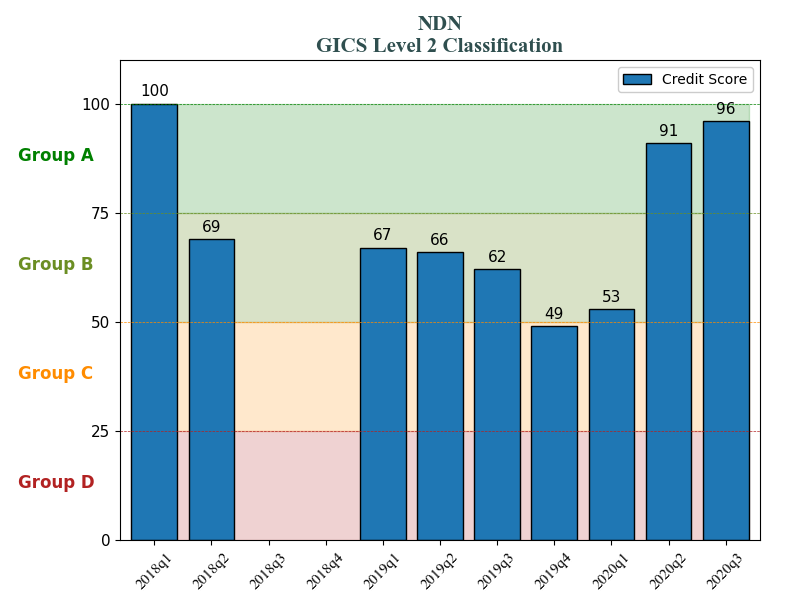 NDN
GICS Level 2 Classification
Credit Score
100
96
91
69
67
66
62
53
49
100
75
50
25
0
Group A
Group B
Group C
Group D
2018q1
2018q2
2018q3
2018q4
2019q1
2019q2
2019q3
2019q4
2020q1
2020q2
2020q3